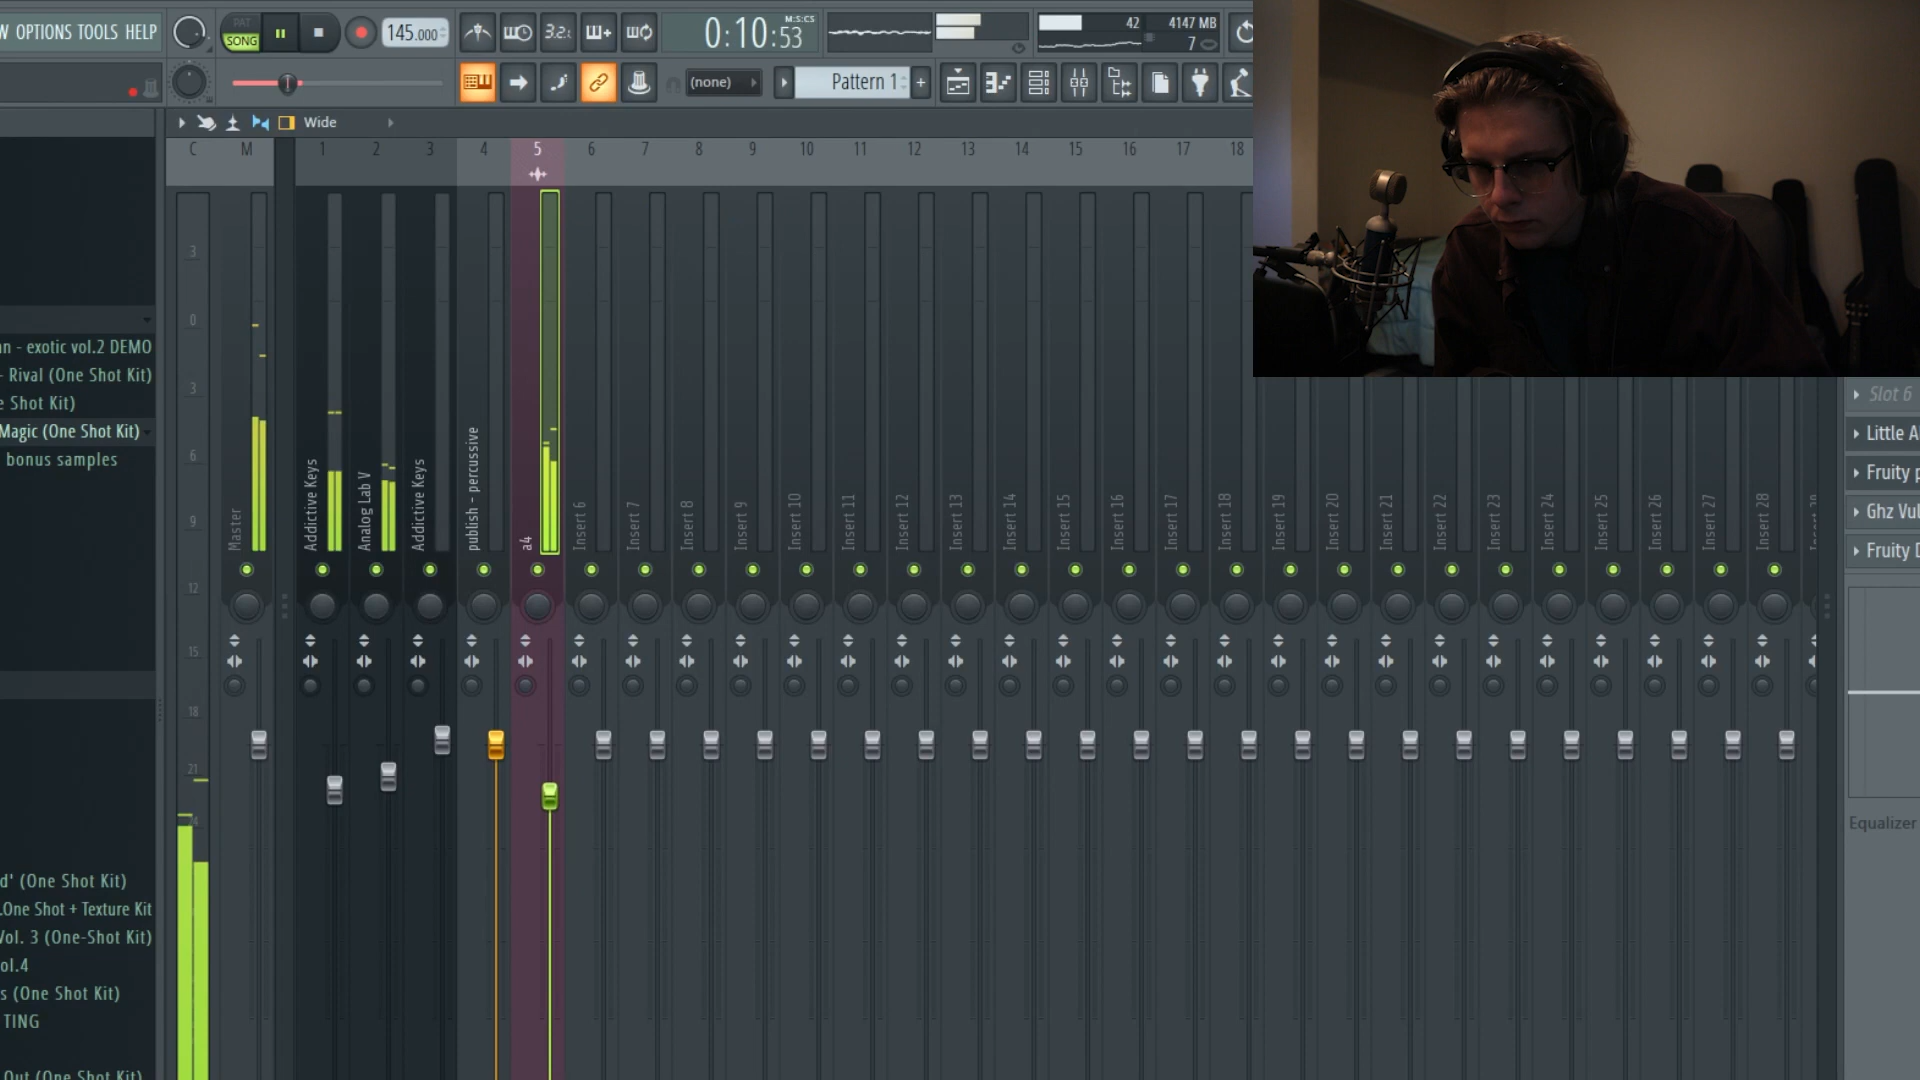 W OPTIONS TOOLS HELP
PAT
SONG
145.000
3.2
0:10:53
M:S:CS
42
4147 MB
7
(none)
Pattern 1
+
Wide
C M 1 2 3 4 5 6 7 8 9 10 11 12 13 14 15 16 17 18
3
0
3
6
9
12
15
18
21
24
n - exotic vol.2 DEMO
- Rival (One Shot Kit)
e Shot Kit)
Magic (One Shot Kit)
bonus samples
d' (One Shot Kit)
.One Shot + Texture Kit
Vol. 3 (One-Shot Kit)
ol.4
s (One Shot Kit)
TING
Out (One Shot Kit)
Master
Addictive Keys
Analog Lab V
Addictive Keys
publish - percussive
a4
Insert 6
Insert 7
Insert 8
Insert 9
Insert 10
Insert 11
Insert 12
Insert 13
Insert 14
Insert 15
Insert 16
Insert 17
Insert 18
Insert 19
Insert 20
Insert 21
Insert 22
Insert 23
Insert 24
Insert 25
Insert 26
Insert 27
Insert 28
Slot 6
Little A
Fruity p
Ghz Vul
Fruity D
Equalizer